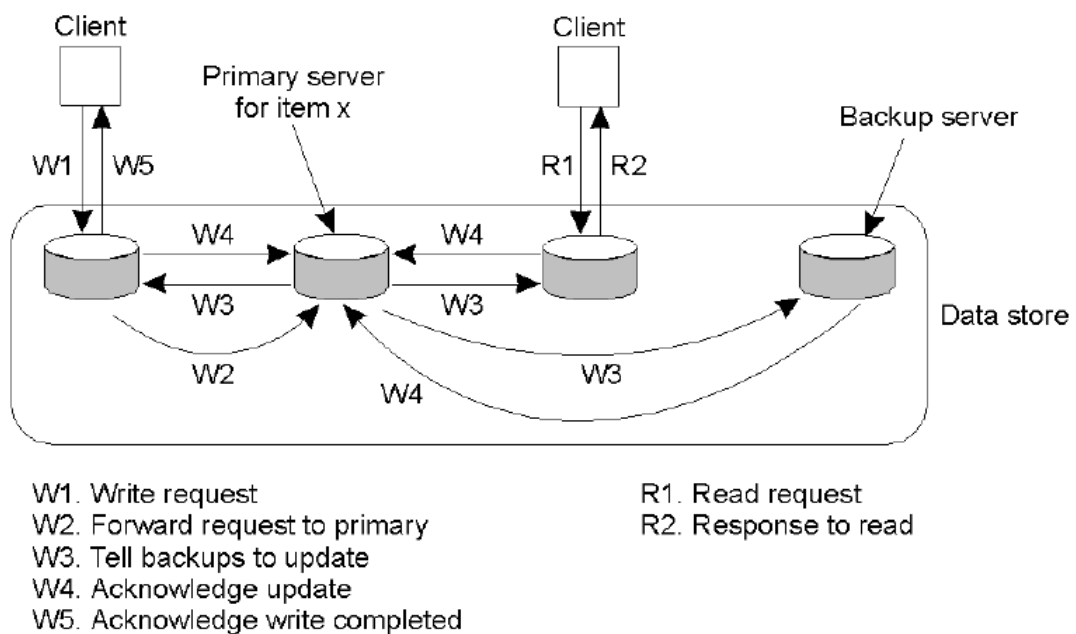 Client
Client
Primary server
for item x
Backup server
W1
W5
R1
R2
W4
W4
W3
W3
Data store
W2
W4
W3
W1. Write request
W2. Forward request to primary
W3. Tell backups to update
W4. Acknowledge update
W5. Acknowledge write completed
R1. Read request
R2. Response to read